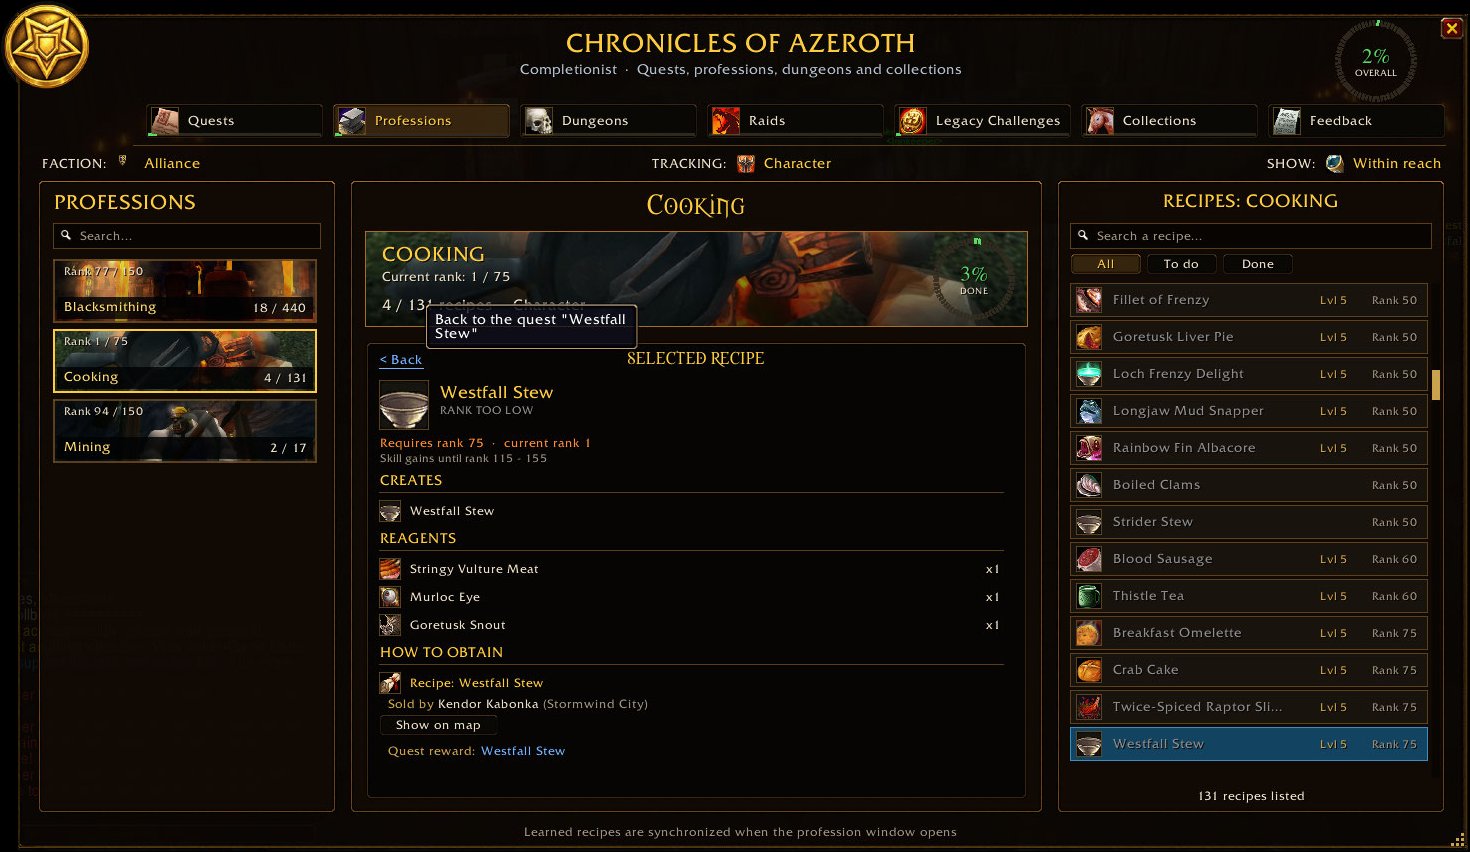 CHRONICLES OF AZEROTH
Completionist · Quests, professions, dungeons and collections
2%
OVERALL
Quests
Professions
Dungeons
Raids
Legacy Challenges
Collections
Feedback
FACTION: Alliance
TRACKING: Character
SHOW: Within reach
PROFESSIONS
Search...
Rank 77 / 150
Blacksmithing 18 / 440
Rank 1 / 75
Cooking 4 / 131
Rank 94 / 150
Mining 2 / 17
Cooking
COOKING
Current rank: 1 / 75
4 / 131 recipes Character
3%
DONE
Back to the quest "Westfall
Stew"
< Back
SELECTED RECIPE
Westfall Stew
RANK TOO LOW
Requires rank 75 · current rank 1
Skill gains until rank 115 - 155
CREATES
Westfall Stew
REAGENTS
Stringy Vulture Meat x1
Murloc Eye x1
Goretusk Snout x1
HOW TO OBTAIN
Recipe: Westfall Stew
Sold by Kendor Kabonka (Stormwind City)
Show on map
Quest reward: Westfall Stew
RECIPES: COOKING
Search a recipe...
All To do Done
Fillet of Frenzy Lvl 5 Rank 50
Goretusk Liver Pie Lvl 5 Rank 50
Loch Frenzy Delight Lvl 5 Rank 50
Longjaw Mud Snapper Lvl 5 Rank 50
Rainbow Fin Albacore Lvl 5 Rank 50
Boiled Clams Rank 50
Strider Stew Rank 50
Blood Sausage Lvl 5 Rank 60
Thistle Tea Lvl 5 Rank 60
Breakfast Omelette Lvl 5 Rank 75
Crab Cake Lvl 5 Rank 75
Twice-Spiced Raptor Sli... Lvl 5 Rank 75
Westfall Stew Lvl 5 Rank 75
131 recipes listed
Learned recipes are synchronized when the profession window opens